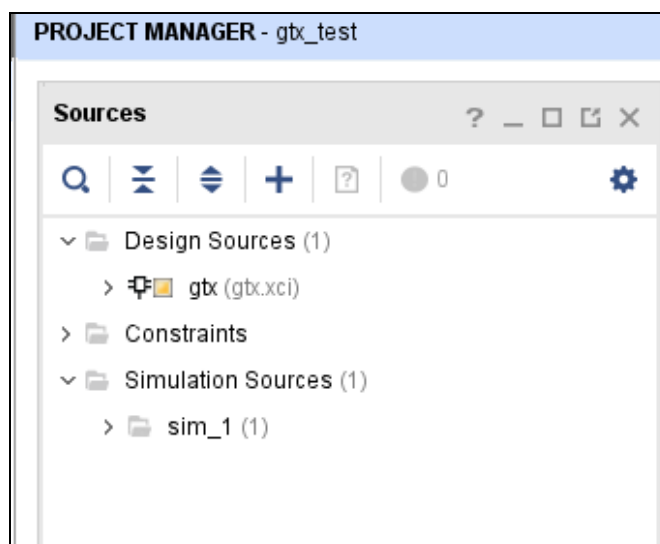 PROJECT MANAGER - gtx_test
Sources
? _
0
Design Sources (1)
gtx (gtx.xci)
Constraints
Simulation Sources (1)
sim_1 (1)